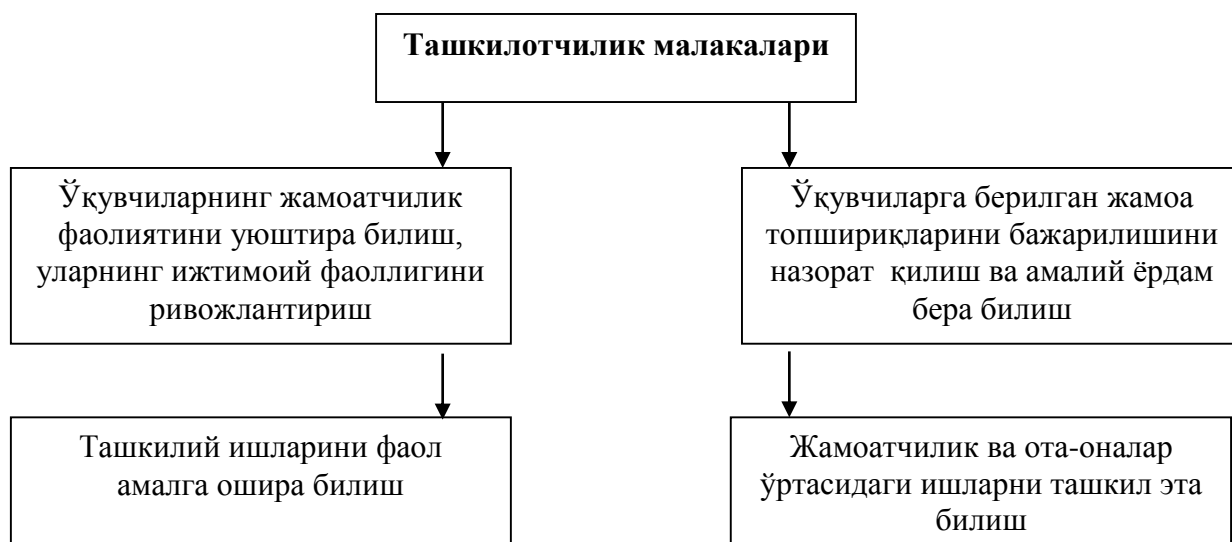 Ташкилотчилик малакалари
Ўқувчиларнинг жамоатчилик
фаолиятини уюштира билиш,
уларнинг ижтимоий фаоллигини
ривожлантириш
Ўқувчиларга берилган жамоа
топшириқларини бажарилишини
назорат қилиш ва амалий ёрдам
бера билиш
Ташкилий ишларини фаол
амалга ошира билиш
Жамоатчилик ва ота-оналар
ўртасидаги ишларни ташкил эта
билиш